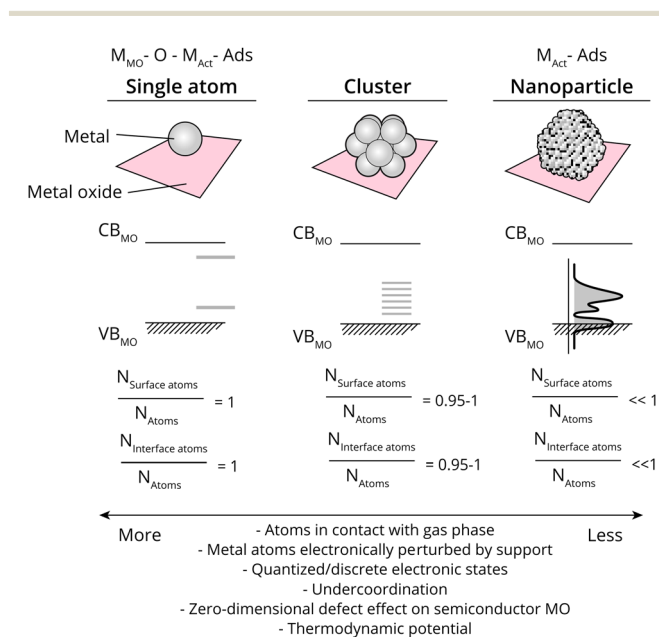 M_MO- O - M_Act- Ads
M_Act- Ads
Single atom
Cluster
Nanoparticle
Metal
Metal oxide
CB_MO
CB_MO
CB_MO
VB_MO
VB_MO
VB_MO
N_Surface atoms
N_Atoms
= 1
N_Surface atoms
N_Atoms
= 0.95-1
N_Surface atoms
N_Atoms
<< 1
N_Interface atoms
N_Atoms
= 1
N_Interface atoms
N_Atoms
= 0.95-1
N_Interface atoms
N_Atoms
<<1
More
Less
- Atoms in contact with gas phase
- Metal atoms electronically perturbed by support
- Quantized/discrete electronic states
- Undercoordination
- Zero-dimensional defect effect on semiconductor MO
- Thermodynamic potential